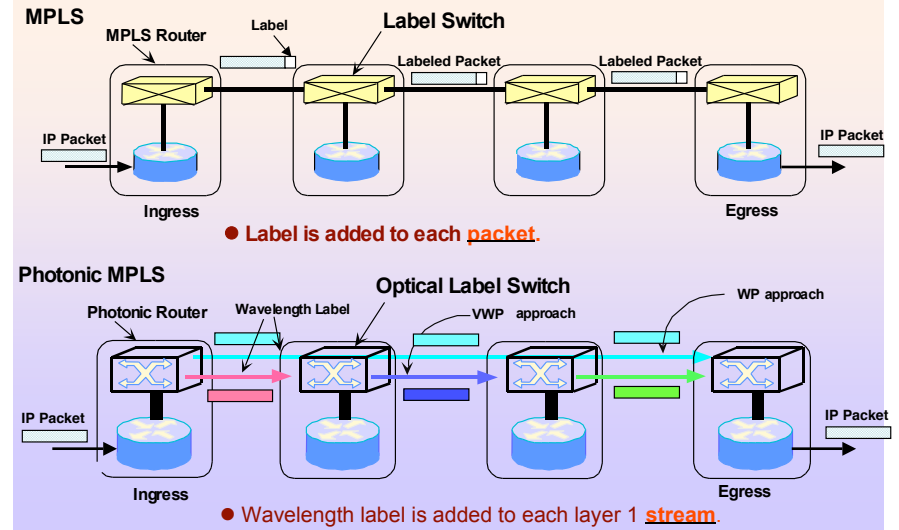 MPLS
MPLS Router
Label
Label Switch
Labeled Packet
Labeled Packet
IP Packet
IP Packet
Ingress
Egress
● Label is added to each packet.
Photonic MPLS
Photonic Router
Wavelength Label
Optical Label Switch
VWP approach
WP approach
IP Packet
IP Packet
Ingress
Egress
● Wavelength label is added to each layer 1 stream.